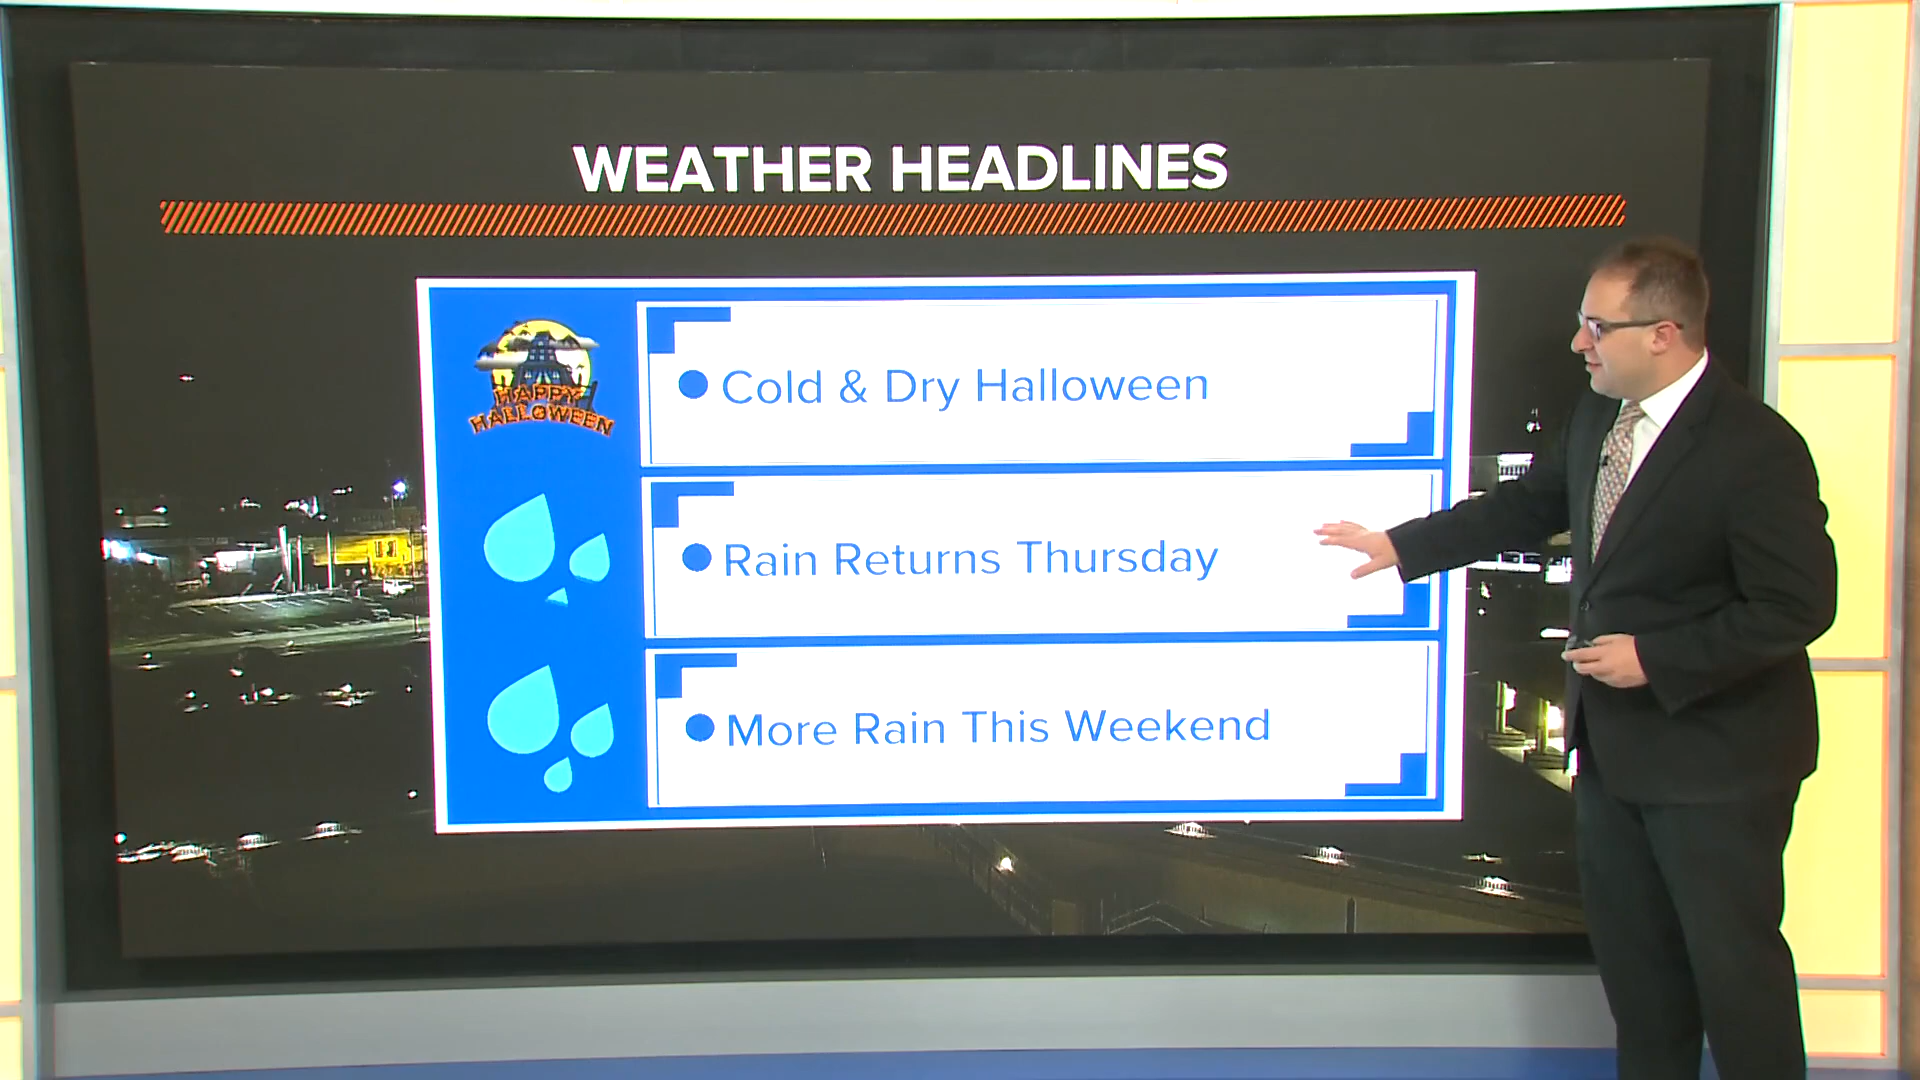 WEATHER HEADLINES
HAPPY
HALLOWEEN
Cold & Dry Halloween
Rain Returns Thursday
More Rain This Weekend